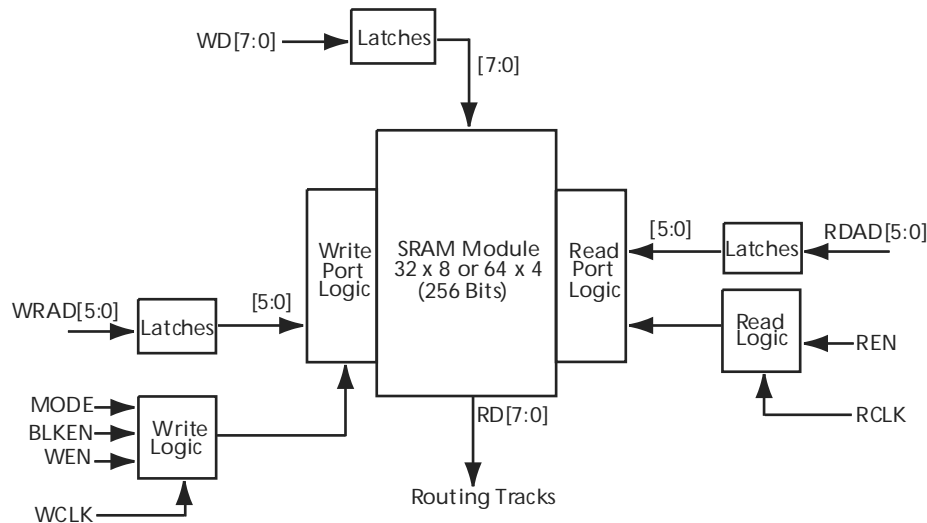 WD[7:0]
Latches
[7:0]
SRAM Module
32 x 8 or 64 x 4
(256 Bits)
Write
Port
Logic
Read
Port
Logic
[5:0]
Latches
RDAD[5:0]
WRAD[5:0]
Latches
[5:0]
Read
Logic
REN
RCLK
MODE
BLKEN
WEN
WCLK
Write
Logic
RD[7:0]
Routing Tracks